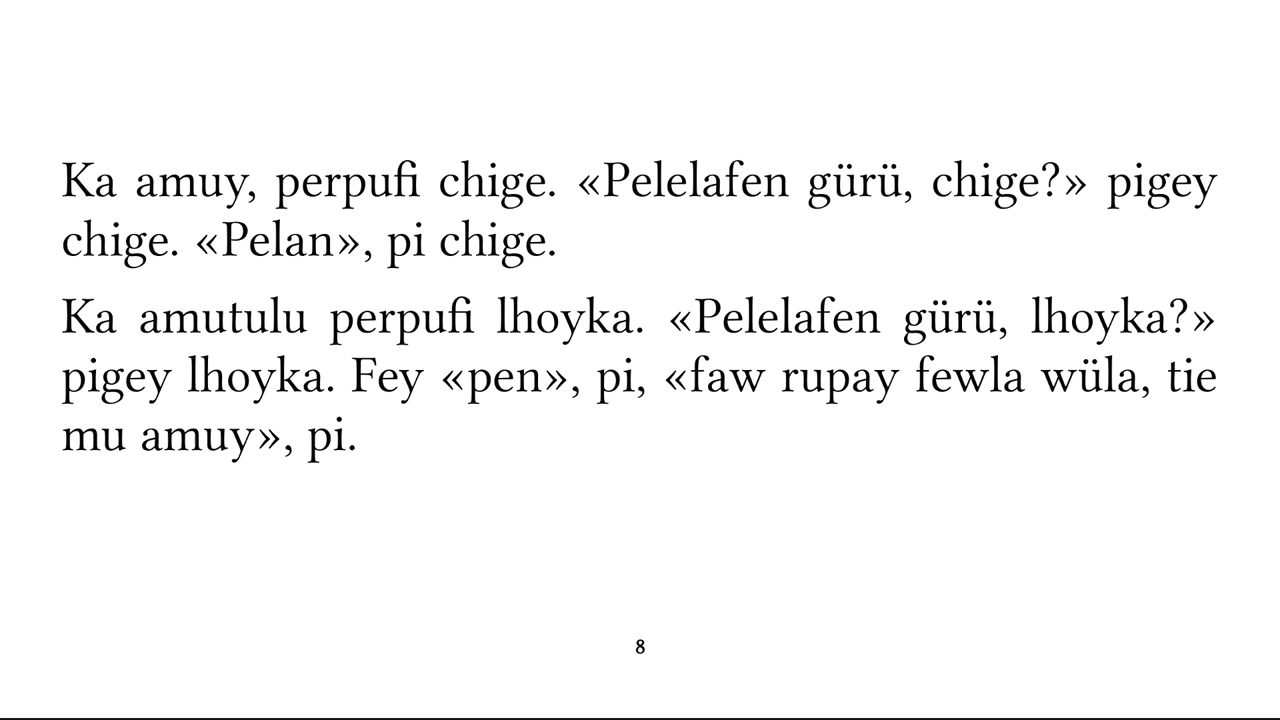 Ka amuy, perpufi chige. «Pelelafen gürü, chige?» pigey
chige. «Pelan», pi chige.
Ka amutulu perpufi lhoyka. «Pelelafen gürü, lhoyka?»
pigey lhoyka. Fey «pen», pi, «faw rupay fewla wüla, tie
mu amuy», pi.
8